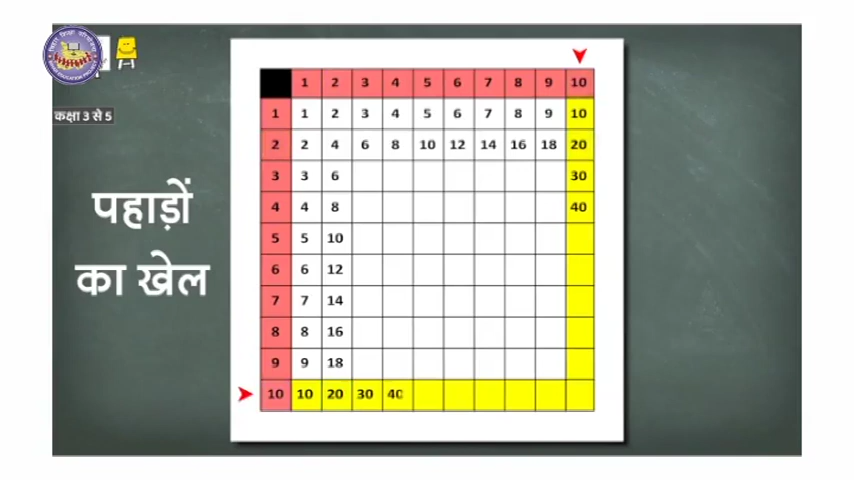 कक्षा 3 से 5
पहाड़ों
का खेल
1 2 3 4 5 6 7 8 9 10
1 1 2 3 4 5 6 7 8 9 10
2 2 4 6 8 10 12 14 16 18 20
3 3 6 30
4 4 8 40
5 5 10
6 6 12
7 7 14
8 8 16
9 9 18
10 10 20 30 40